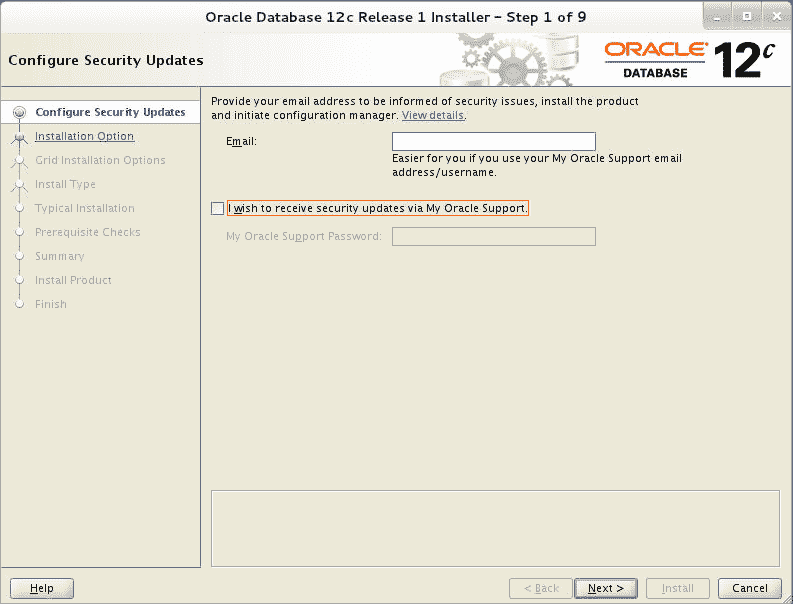 Oracle Database 12c Release 1 Installer – Step 1 of 9
Configure Security Updates
ORACLE
DATABASE
12c
Configure Security Updates
Installation Option
Grid Installation Options
Install Type
Typical Installation
Prerequisite Checks
Summary
Install Product
Finish
Provide your email address to be informed of security issues, install the product
and initiate configuration manager. View details.
Email:
Easier for you if you use your My Oracle Support email
address/username.
I wish to receive security updates via My Oracle Support.
My Oracle Support Password:
Help
< Back
Next >
Install
Cancel